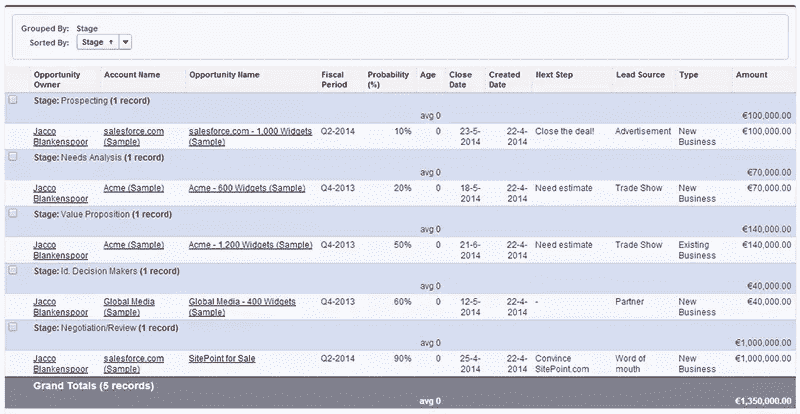 Grouped By: Stage
Sorted By: Stage ↑
Opportunity Owner Account Name Opportunity Name Fiscal Period Probability (%) Age Close Date Created Date Next Step Lead Source Type Amount
Stage: Prospecting (1 record)
avg 0 €100,000.00
Jacco Blankenspoor salesforce.com (Sample) salesforce.com - 1,000 Widgets (Sample) Q2-2014 10% 0 23-5-2014 22-4-2014 Close the deal! Advertisement New Business €100,000.00
Stage: Needs Analysis (1 record)
avg 0 €70,000.00
Jacco Blankenspoor Acme (Sample) Acme - 600 Widgets (Sample) Q4-2013 20% 0 18-5-2014 22-4-2014 Need estimate Trade Show New Business €70,000.00
Stage: Value Proposition (1 record)
avg 0 €140,000.00
Jacco Blankenspoor Acme (Sample) Acme - 1,200 Widgets (Sample) Q4-2013 50% 0 21-6-2014 22-4-2014 Need estimate Trade Show Existing Business €140,000.00
Stage: Id. Decision Makers (1 record)
avg 0 €40,000.00
Jacco Blankenspoor Global Media (Sample) Global Media - 400 Widgets (Sample) Q4-2013 60% 0 12-5-2014 22-4-2014 - Partner New Business €40,000.00
Stage: Negotiation/Review (1 record)
avg 0 €1,000,000.00
Jacco Blankenspoor salesforce.com (Sample) SitePoint for Sale Q2-2014 90% 0 25-4-2014 22-4-2014 Convince SitePoint.com Word of mouth New Business €1,000,000.00
Grand Totals (5 records)
avg 0 €1,350,000.00